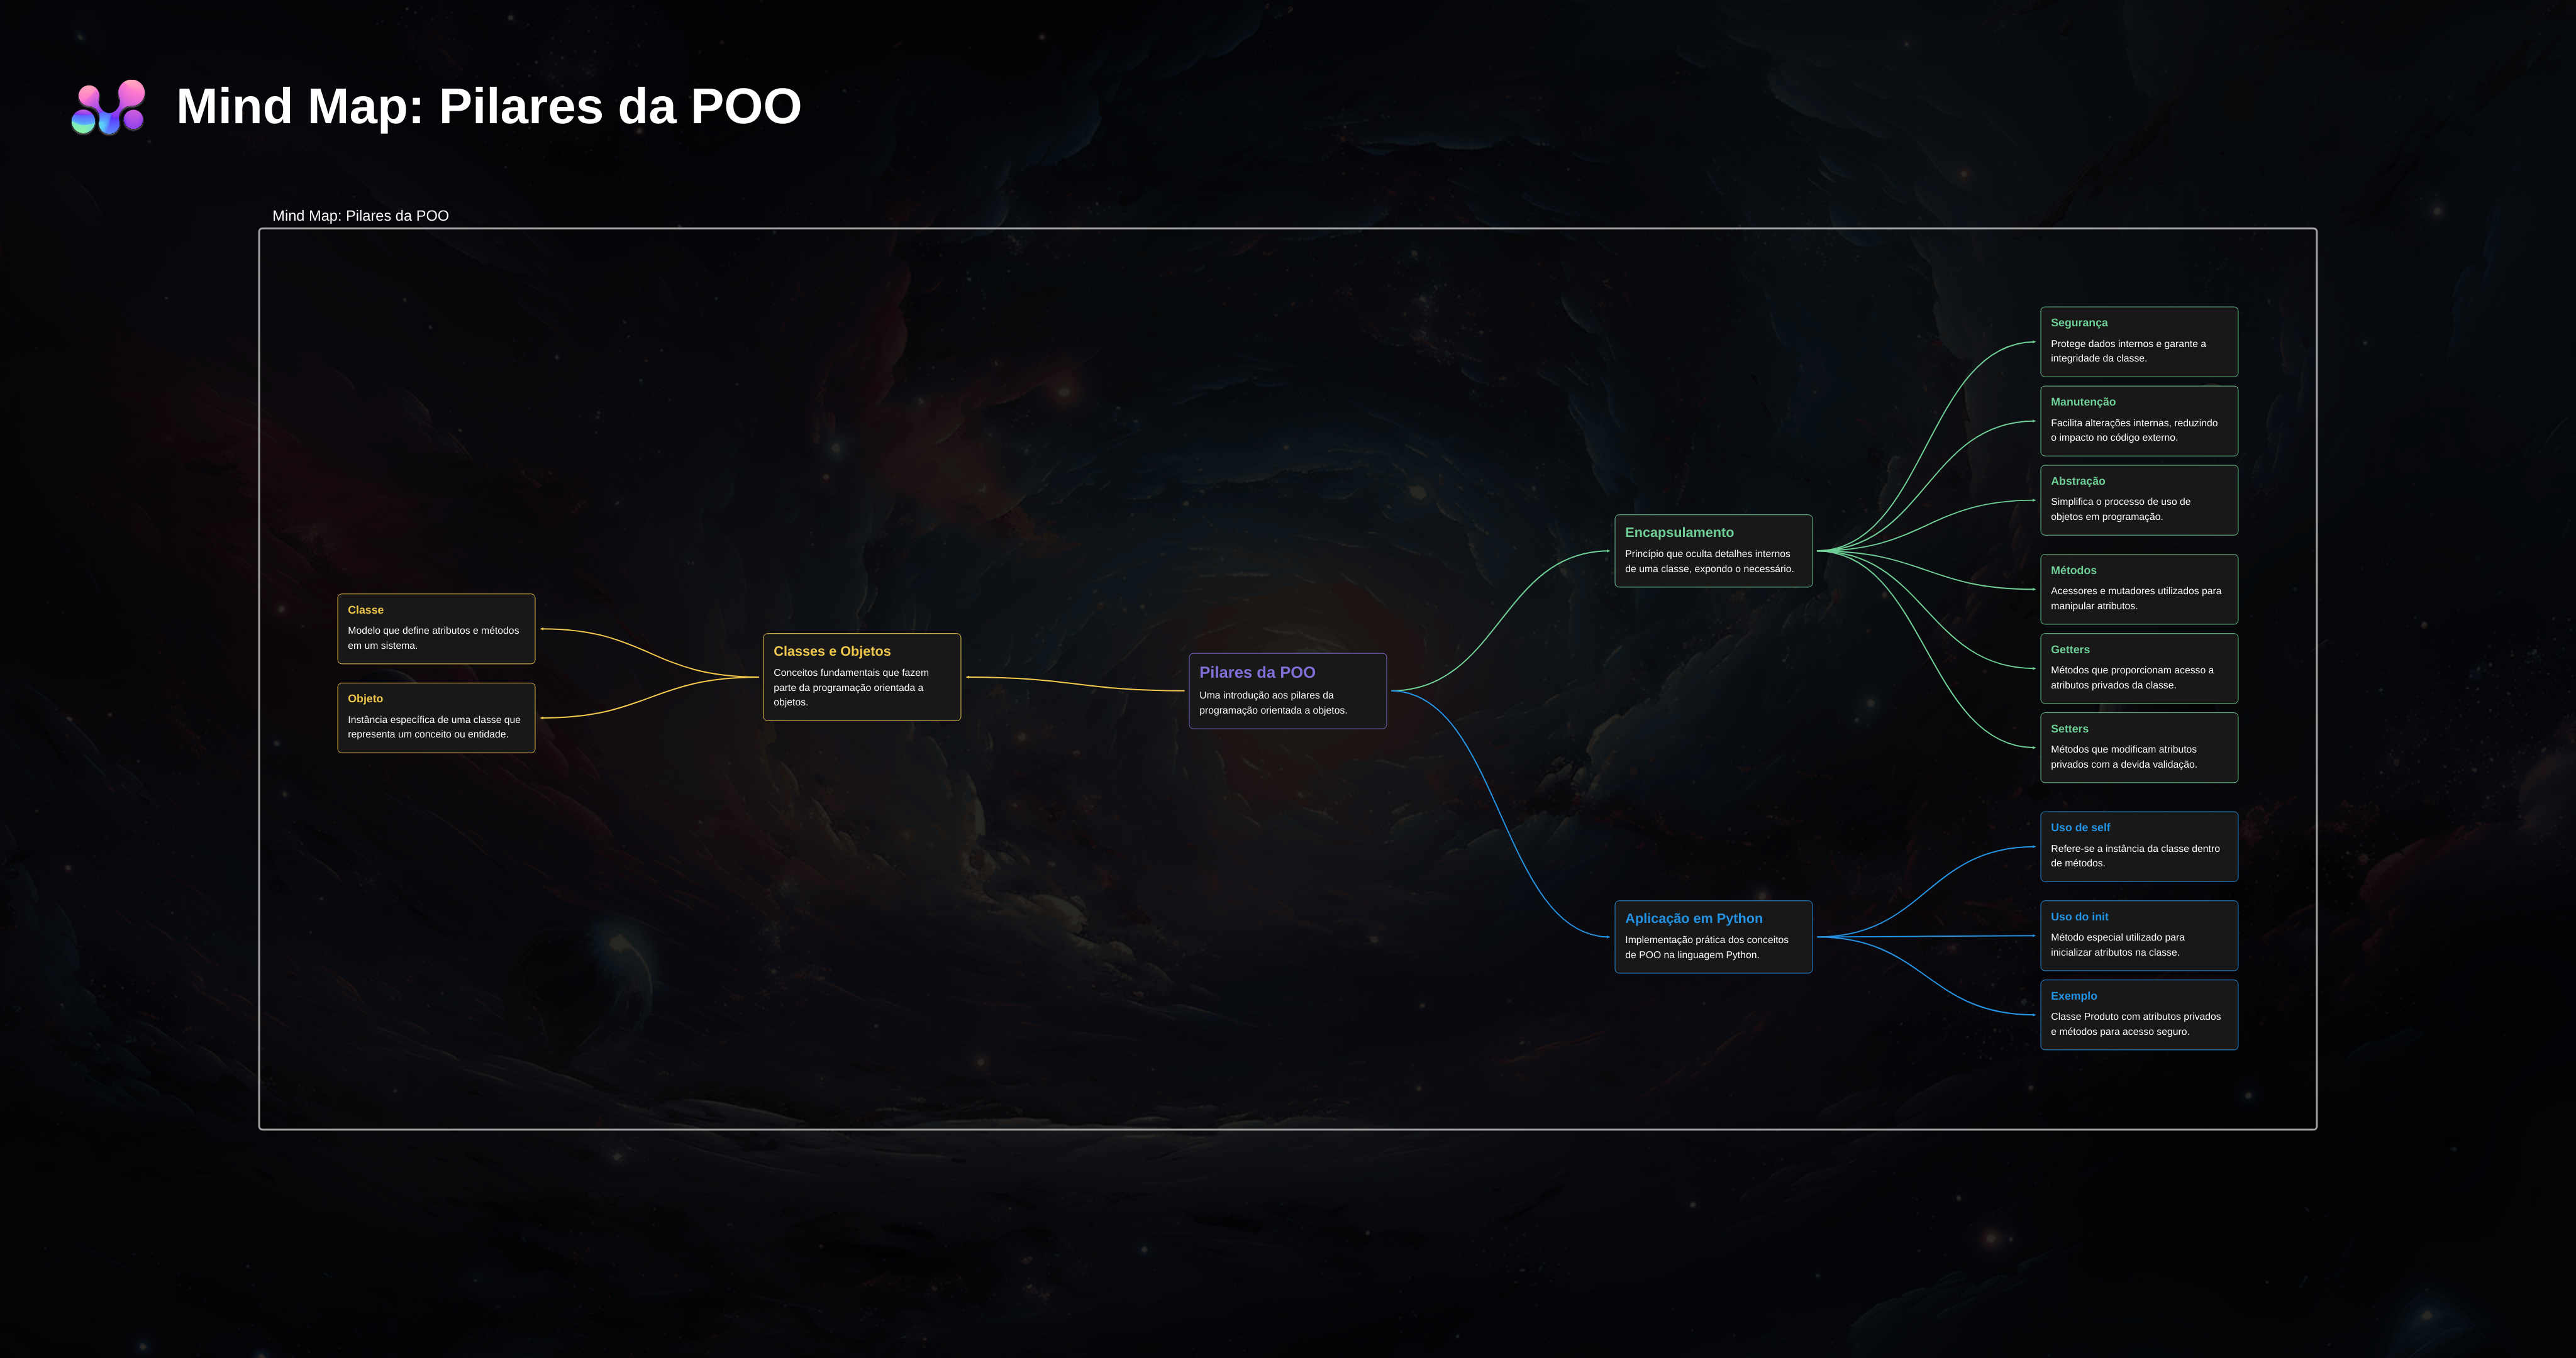 Mind Map: Pilares da POO
Mind Map: Pilares da POO
Classe
Modelo que define atributos e métodos
em um sistema.
Objeto
Instância específica de uma classe que
representa um conceito ou entidade.
Classes e Objetos
Conceitos fundamentais que fazem
parte da programação orientada a
objetos.
Pilares da POO
Uma introdução aos pilares da
programação orientada a objetos.
Encapsulamento
Princípio que oculta detalhes internos
de uma classe, expondo o necessário.
Segurança
Protege dados internos e garante a
integridade da classe.
Manutenção
Facilita alterações internas, reduzindo
o impacto no código externo.
Abstração
Simplifica o processo de uso de
objetos em programação.
Métodos
Acessores e mutadores utilizados para
manipular atributos.
Getters
Métodos que proporcionam acesso a
atributos privados da classe.
Setters
Métodos que modificam atributos
privados com a devida validação.
Aplicação em Python
Implementação prática dos conceitos
de POO na linguagem Python.
Uso de self
Refere-se a instância da classe dentro
de métodos.
Uso do init
Método especial utilizado para
inicializar atributos na classe.
Exemplo
Classe Produto com atributos privados
e métodos para acesso seguro.